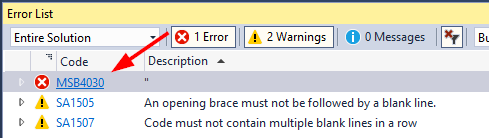 Error List
Entire Solution 1 Error 2 Warnings 0 Messages Bu
Code Description
MSB4030 "
SA1505 An opening brace must not be followed by a blank line.
SA1507 Code must not contain multiple blank lines in a row